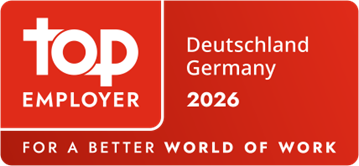 top
EMPLOYER
Deutschland
Germany
2026
FOR A BETTER WORLD OF WORK